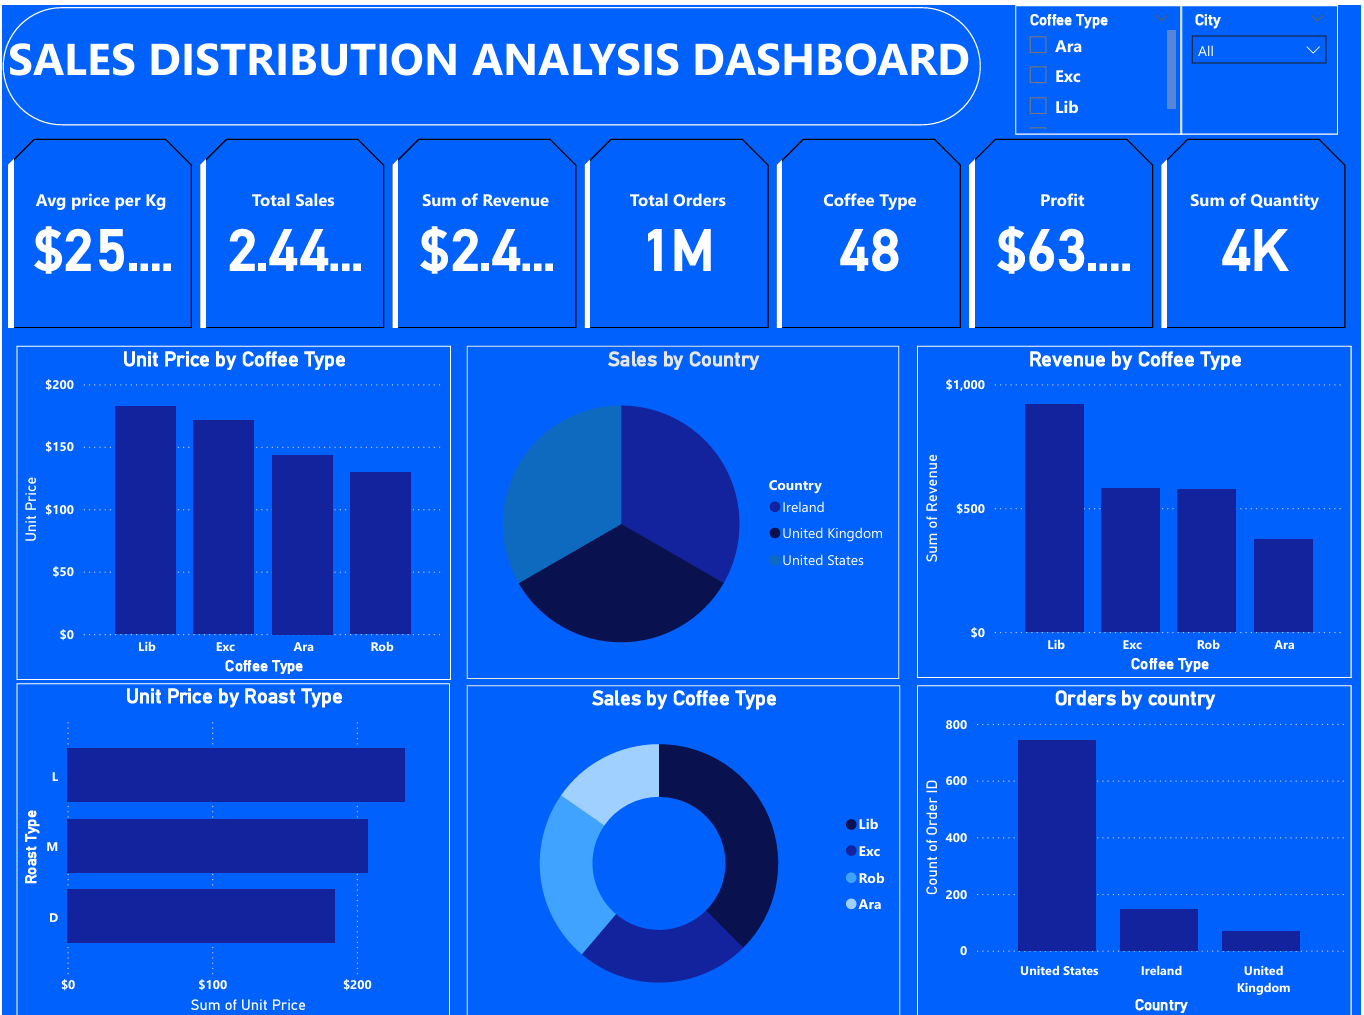 SALES DISTRIBUTION ANALYSIS DASHBOARD
Coffee Type
Ara
Exc
Lib
City
All
Avg price per Kg
$25....
Total Sales
2.44...
Sum of Revenue
$2.4...
Total Orders
1M
Coffee Type
48
Profit
$63....
Sum of Quantity
4K
Unit Price by Coffee Type
$200
$150
$100
$50
$0
Unit Price
Lib Exc Ara Rob
Coffee Type
Sales by Country
Country
Ireland
United Kingdom
United States
Revenue by Coffee Type
$1,000
$500
$0
Sum of Revenue
Lib Exc Rob Ara
Coffee Type
Unit Price by Roast Type
Roast Type
L
M
D
$0 $100 $200
Sum of Unit Price
Sales by Coffee Type
Lib
Exc
Rob
Ara
Orders by country
800
600
400
200
0
Count of Order ID
United States Ireland United
Kingdom
Country